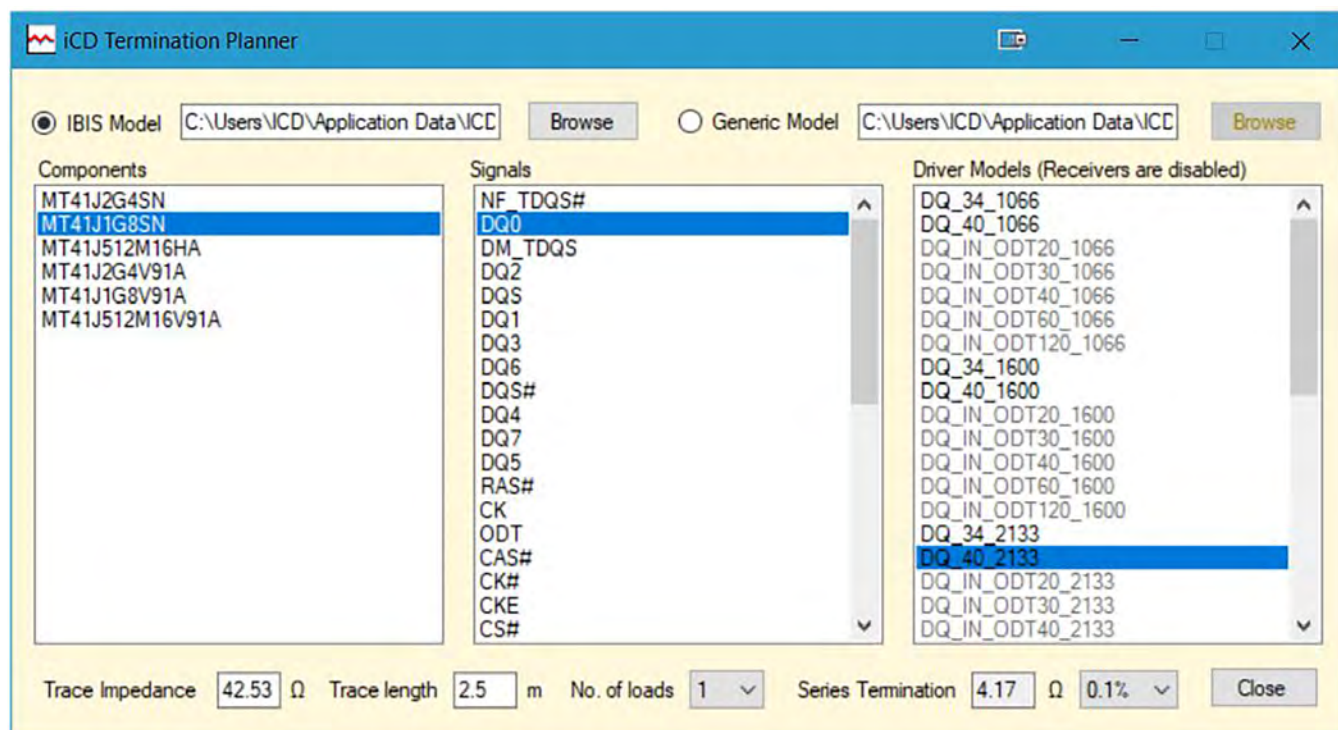 iCD Termination Planner
IBIS Model C:\Users\ICD\Application Data\ICD Browse Generic Model C:\Users\ICD\Application Data\ICD Browse
Components
MT41J2G4SN
MT41J1G8SN
MT41J512M16HA
MT41J2G4V91A
MT41J1G8V91A
MT41J512M16V91A
Signals
NF_TDQS#
DQ0
DM_TDQS
DQ2
DQS
DQ1
DQ3
DQ6
DQS#
DQ4
DQ7
DQ5
RAS#
CK
ODT
CAS#
CK#
CKE
CS#
Driver Models (Receivers are disabled)
DQ_34_1066
DQ_40_1066
DQ_IN_ODT20_1066
DQ_IN_ODT30_1066
DQ_IN_ODT40_1066
DQ_IN_ODT60_1066
DQ_IN_ODT120_1066
DQ_34_1600
DQ_40_1600
DQ_IN_ODT20_1600
DQ_IN_ODT30_1600
DQ_IN_ODT40_1600
DQ_IN_ODT60_1600
DQ_IN_ODT120_1600
DQ_34_2133
DQ_40_2133
DQ_IN_ODT20_2133
DQ_IN_ODT30_2133
DQ_IN_ODT40_2133
Trace Impedance 42.53 Ω Trace length 2.5 m No. of loads 1 Series Termination 4.17 Ω 0.1% Close